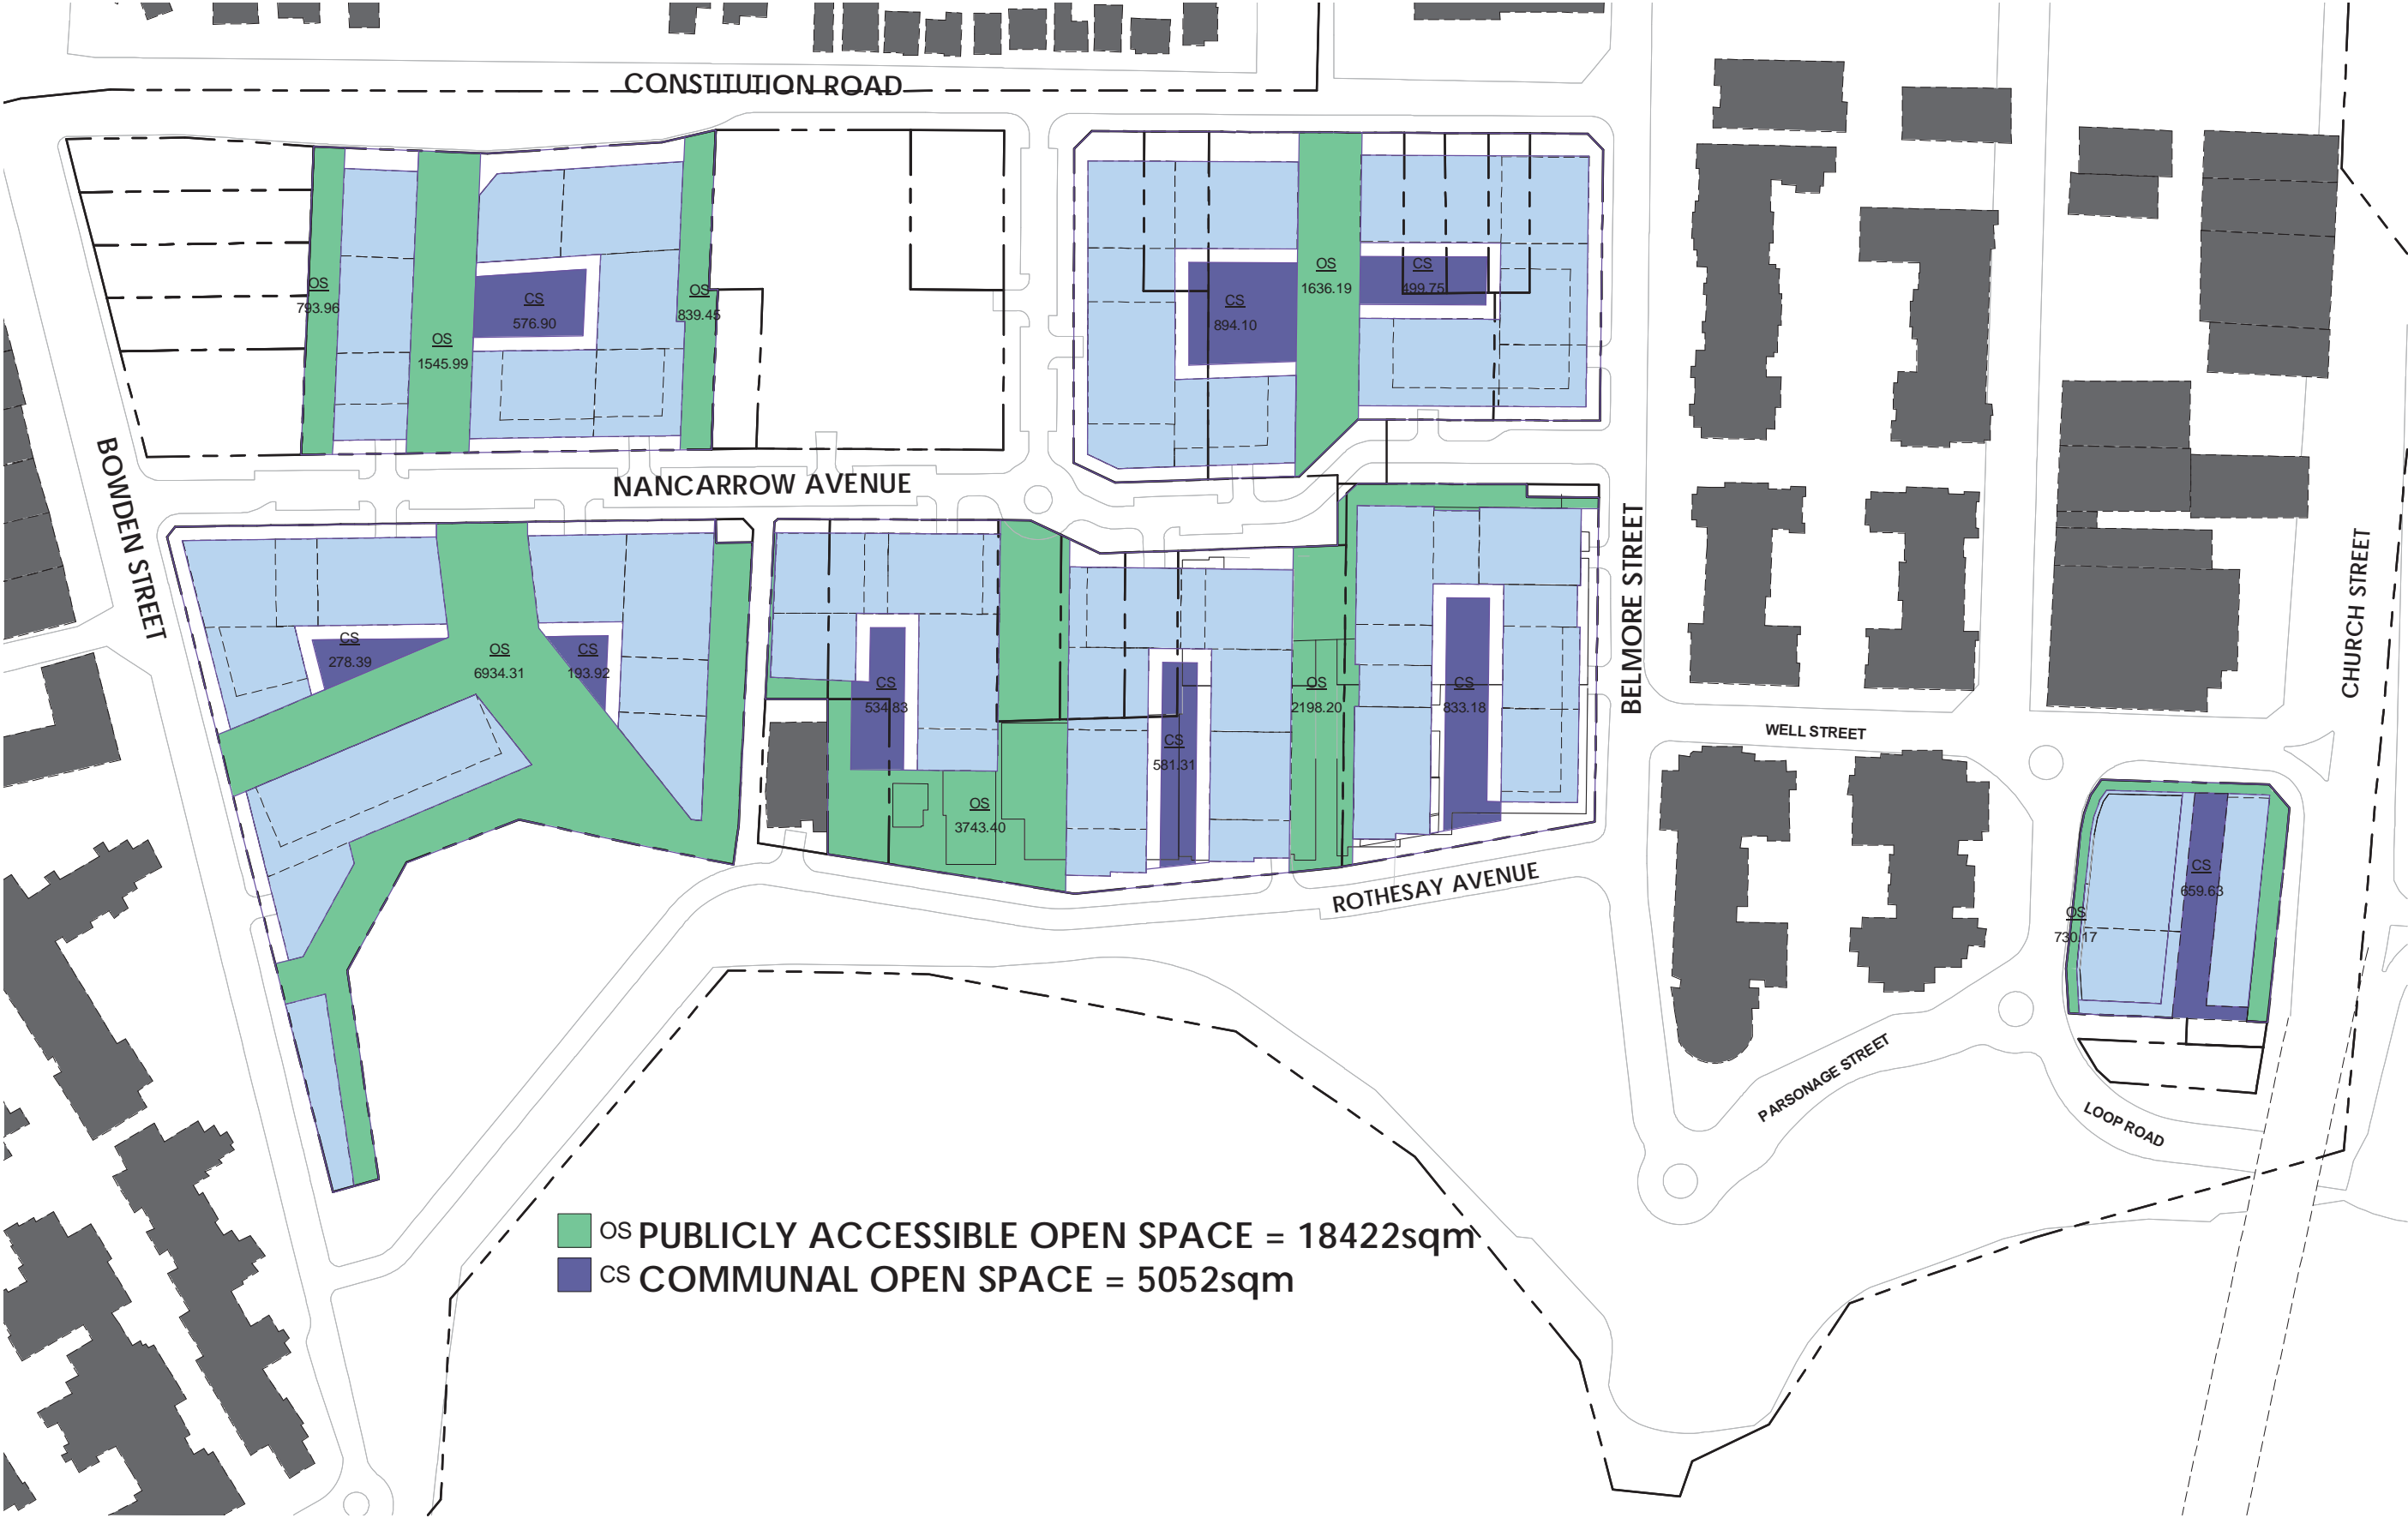 CONSTITUTION ROAD
OS
793.96
OS
1545.99
CS
576.90
OS
839.45
CS
894.10
OS
1636.19
CS
499.75
BOWDEN STREET
NANCARROW AVENUE
BELMORE STREET
CHURCH STREET
CS
278.39
OS
6934.31
CS
193.92
CS
534.83
OS
3743.40
CS
581.31
OS
2198.20
CS
833.18
WELL STREET
ROTHESAY AVENUE
CS
659.63
OS
730.17
PARSONAGE STREET
LOOP ROAD
OS PUBLICLY ACCESSIBLE OPEN SPACE = 18422sqm
CS COMMUNAL OPEN SPACE = 5052sqm